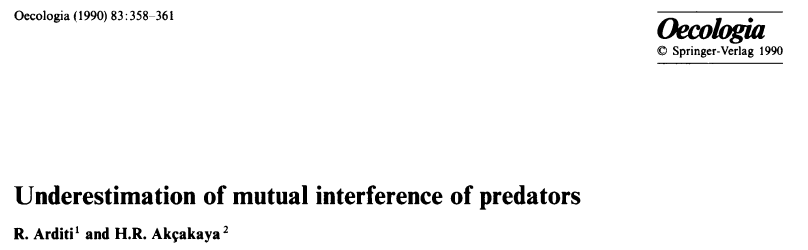 Oecologia (1990) 83:358–361
Oecologia
© Springer-Verlag 1990
Underestimation of mutual interference of predators
R. Arditi¹ and H.R. Akçakaya²